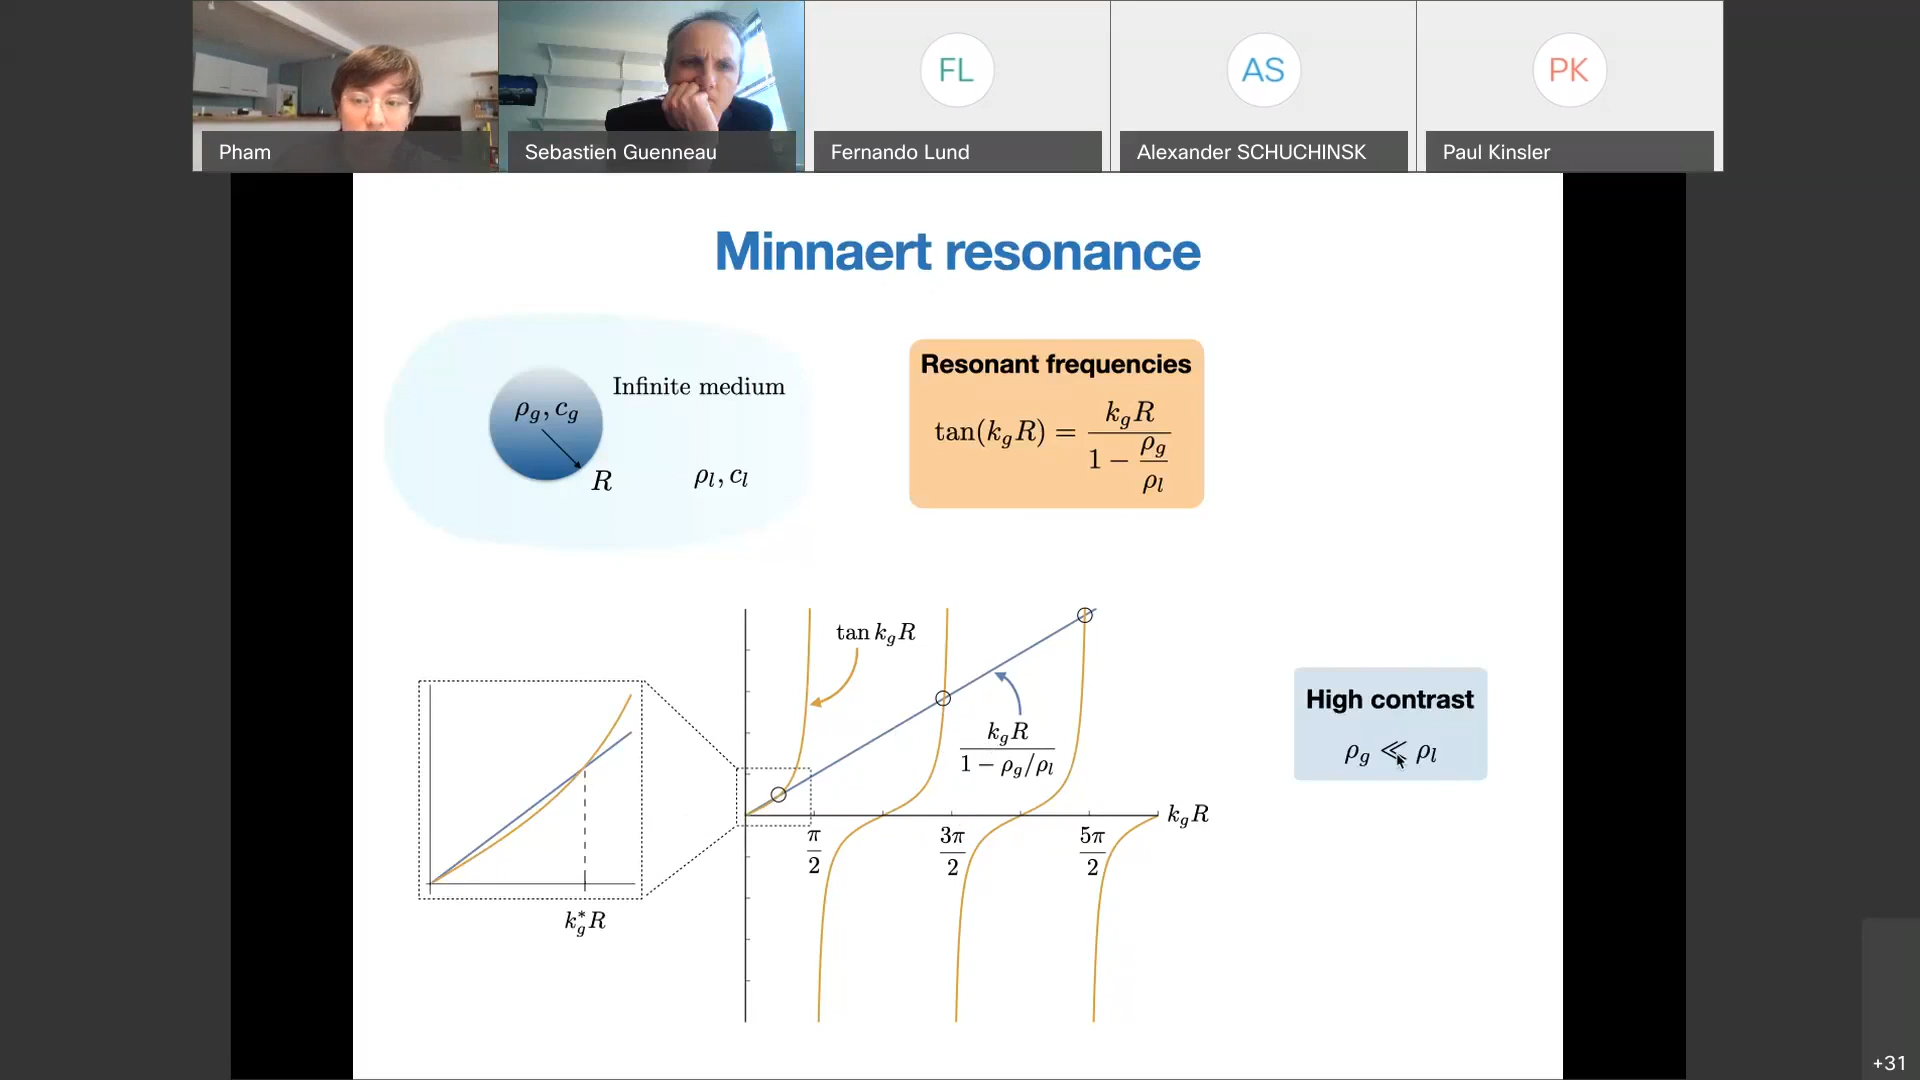 FL
AS
PK
Pham
Sebastien Guenneau
Fernando Lund
Alexander SCHUCHINSK
Paul Kinsler
Minnaert resonance
ρg, cg
Infinite medium
R
ρl, cl
Resonant frequencies
tan(kgR) = kgR / (1 − ρg/ρl)
tan kgR
kgR / (1 − ρg/ρl)
kgR
π/2
3π/2
5π/2
k*gR
High contrast
ρg ≪ ρl
+31